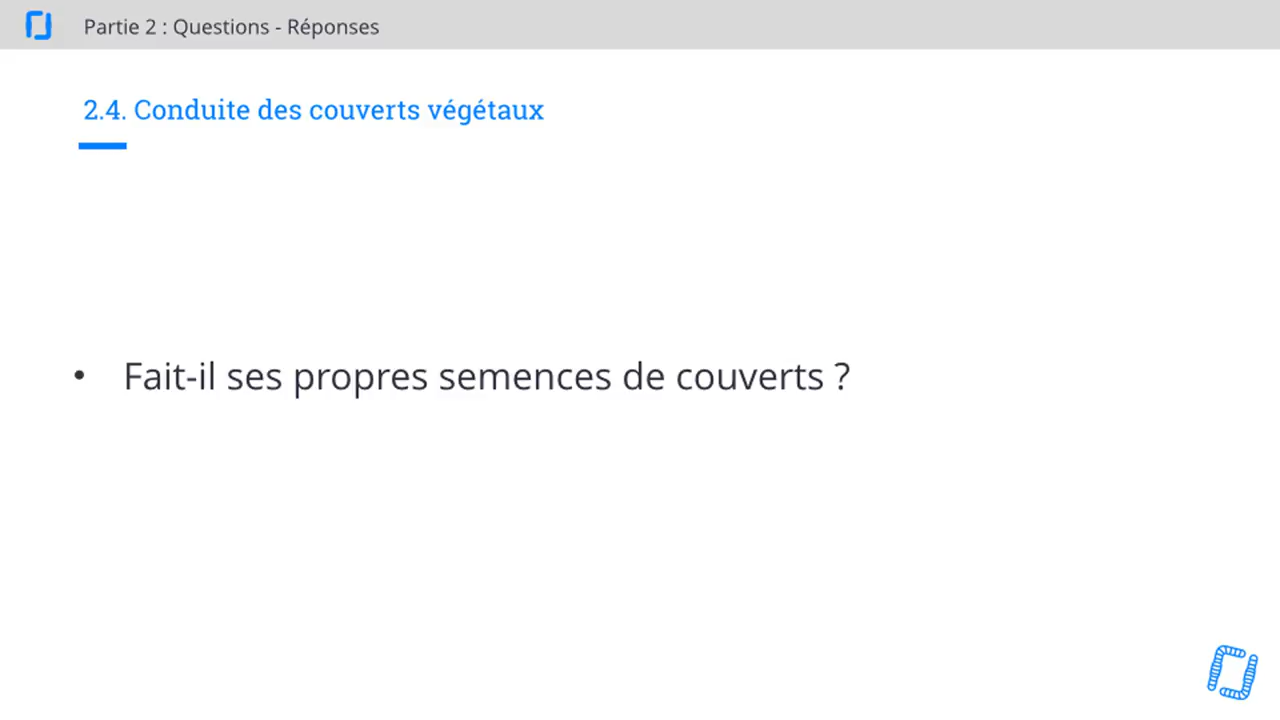 Partie 2 : Questions - Réponses
2.4. Conduite des couverts végétaux
• Fait-il ses propres semences de couverts ?